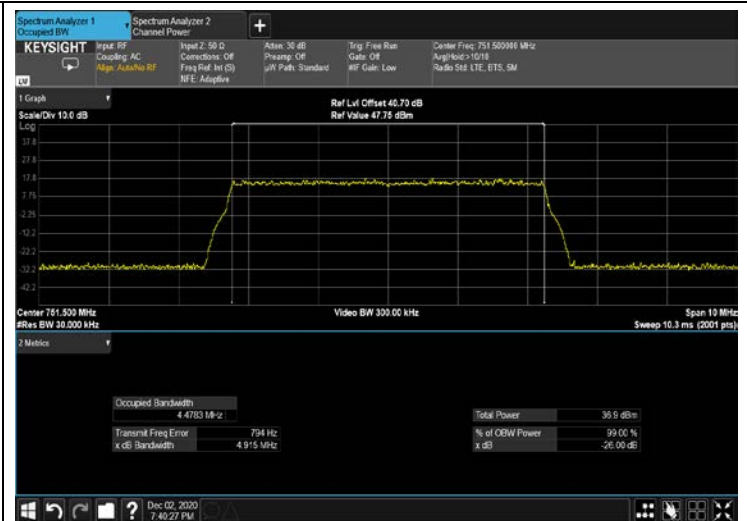 Spectrum Analyzer 1
Occupied BW
Spectrum Analyzer 2
Channel Power
+
KEYSIGHT
Input: RF
Coupling: AC
Align: Auto/No RF
Input Z: 50 Ω
Corrections: Off
Freq Ref: Int (S)
NFE: Adaptive
Atten: 30 dB
Preamp: Off
µW Path: Standard
Trig: Free Run
Gate: Off
#IF Gain: Low
Center Freq: 751.500000 MHz
Avg|Hold:>10/10
Radio Std: LTE, BTS, 5M
1 Graph
Scale/Div 10.0 dB
Ref Lvl Offset 40.70 dB
Ref Value 47.75 dBm
Log
37.8
27.8
17.8
7.75
-2.25
-12.2
-22.2
-32.2
-42.2
Center 751.500 MHz
#Res BW 30.000 kHz
Video BW 300.00 kHz
Span 10 MHz
Sweep 10.3 ms (2001 pts)
2 Metrics
Occupied Bandwidth
4.4783 MHz
Transmit Freq Error 794 Hz
x dB Bandwidth 4.915 MHz
Total Power 36.9 dBm
% of OBW Power 99.00 %
x dB -26.00 dB
?
Dec 02, 2020
7:40:27 PM